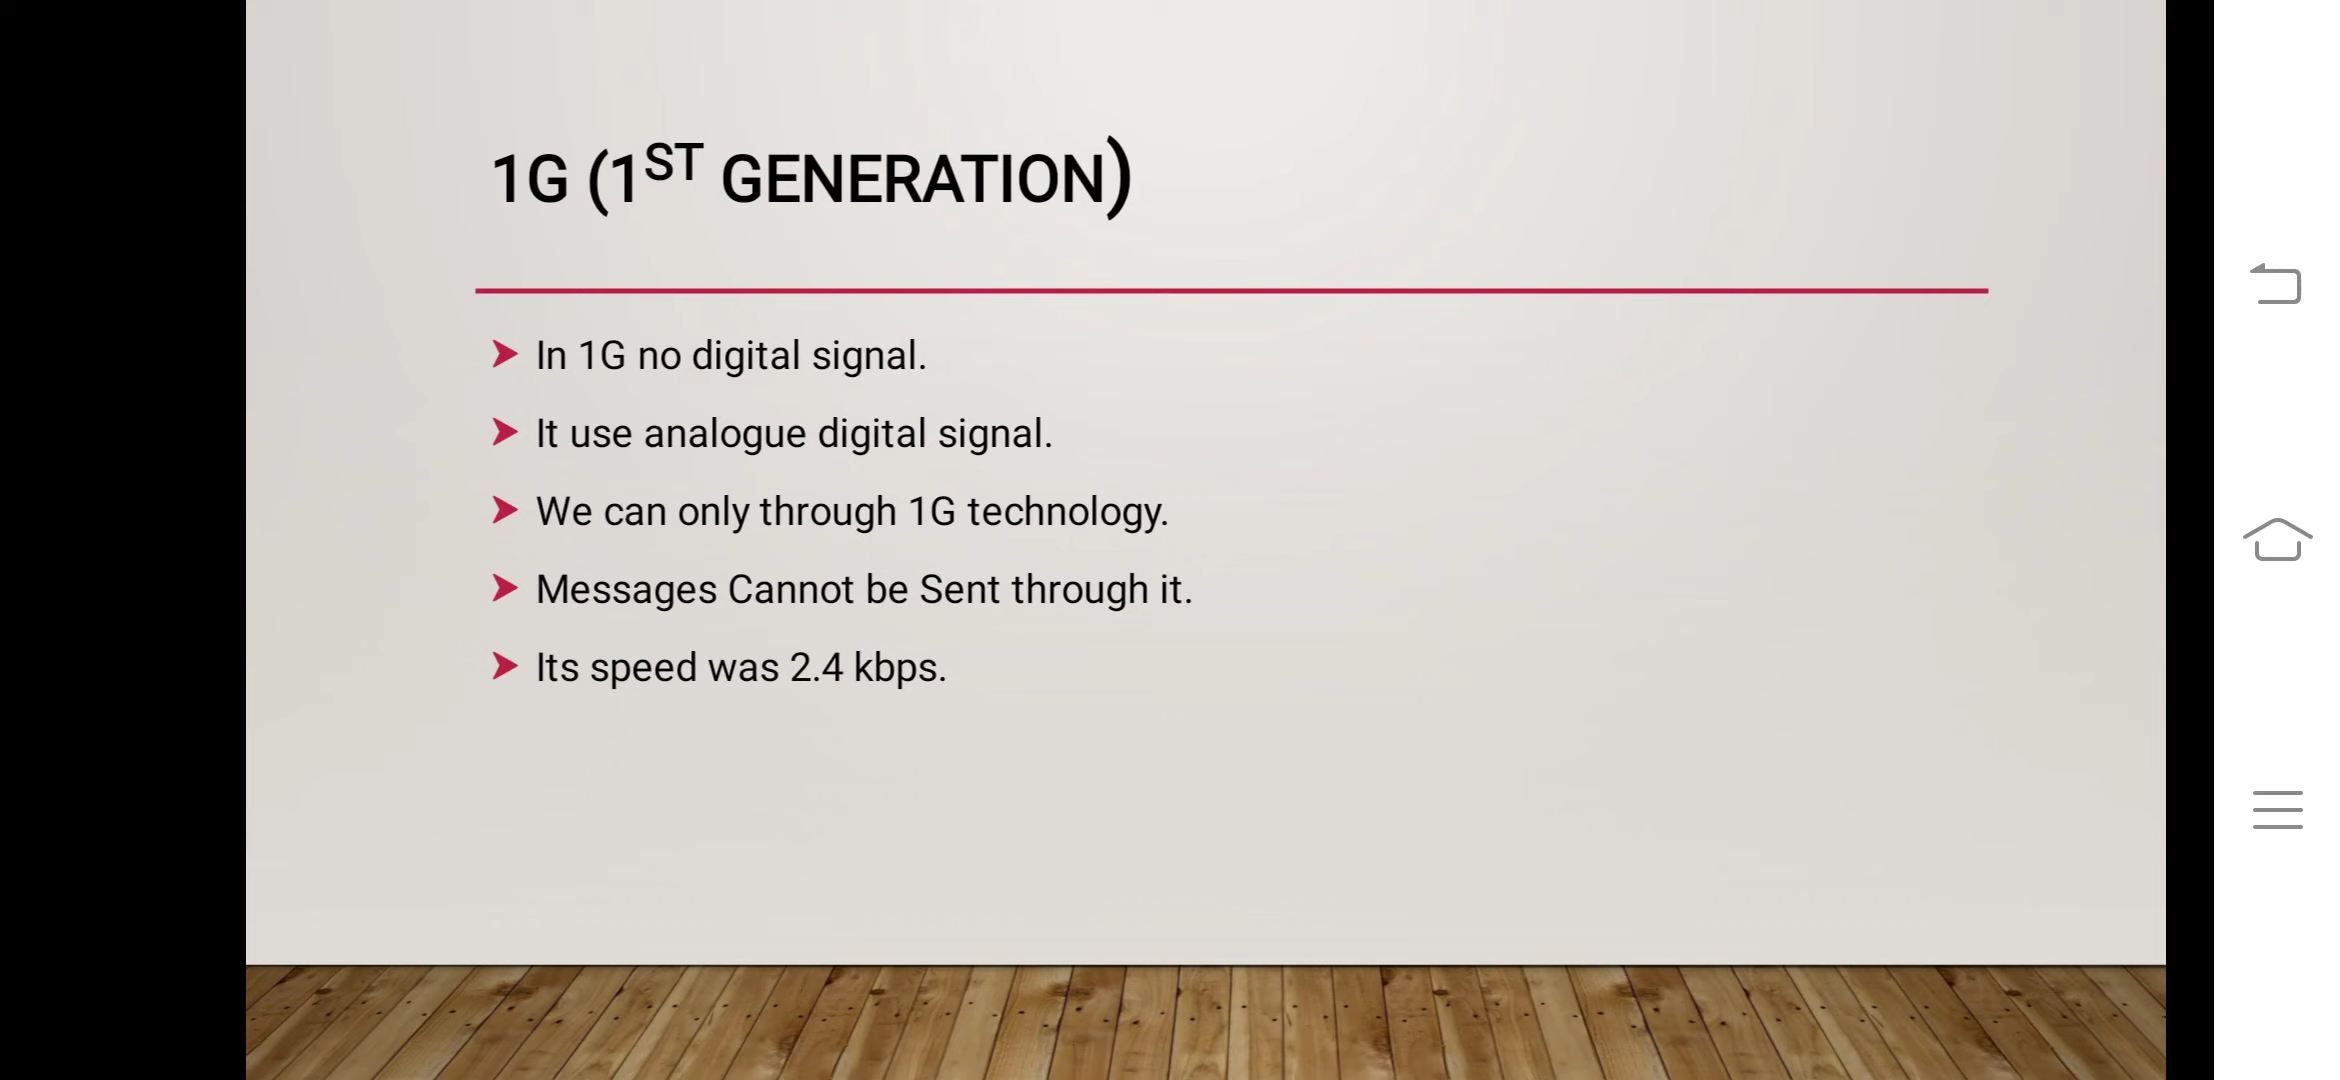 1G (1ST GENERATION)
In 1G no digital signal.
It use analogue digital signal.
We can only through 1G technology.
Messages Cannot be Sent through it.
Its speed was 2.4 kbps.